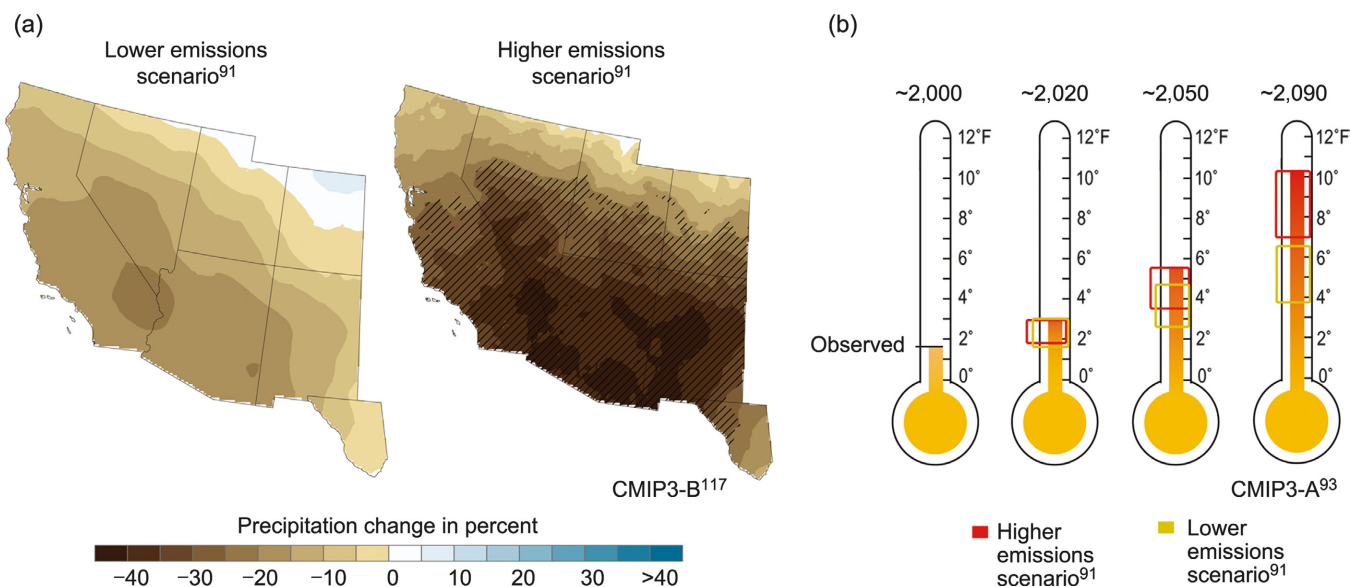 (a)
Lower emissions
scenario91
Higher emissions
scenario91
CMIP3-B117
Precipitation change in percent
−40 −30 −20 −10 0 10 20 30 >40
(b)
~2,000 ~2,020 ~2,050 ~2,090
12°F 12°F 12°F 12°F
10° 10° 10° 10°
8° 8° 8° 8°
6° 6° 6° 6°
4° 4° 4° 4°
Observed 2° 2° 2° 2°
0° 0° 0° 0°
CMIP3-A93
Higher
emissions
scenario91
Lower
emissions
scenario91